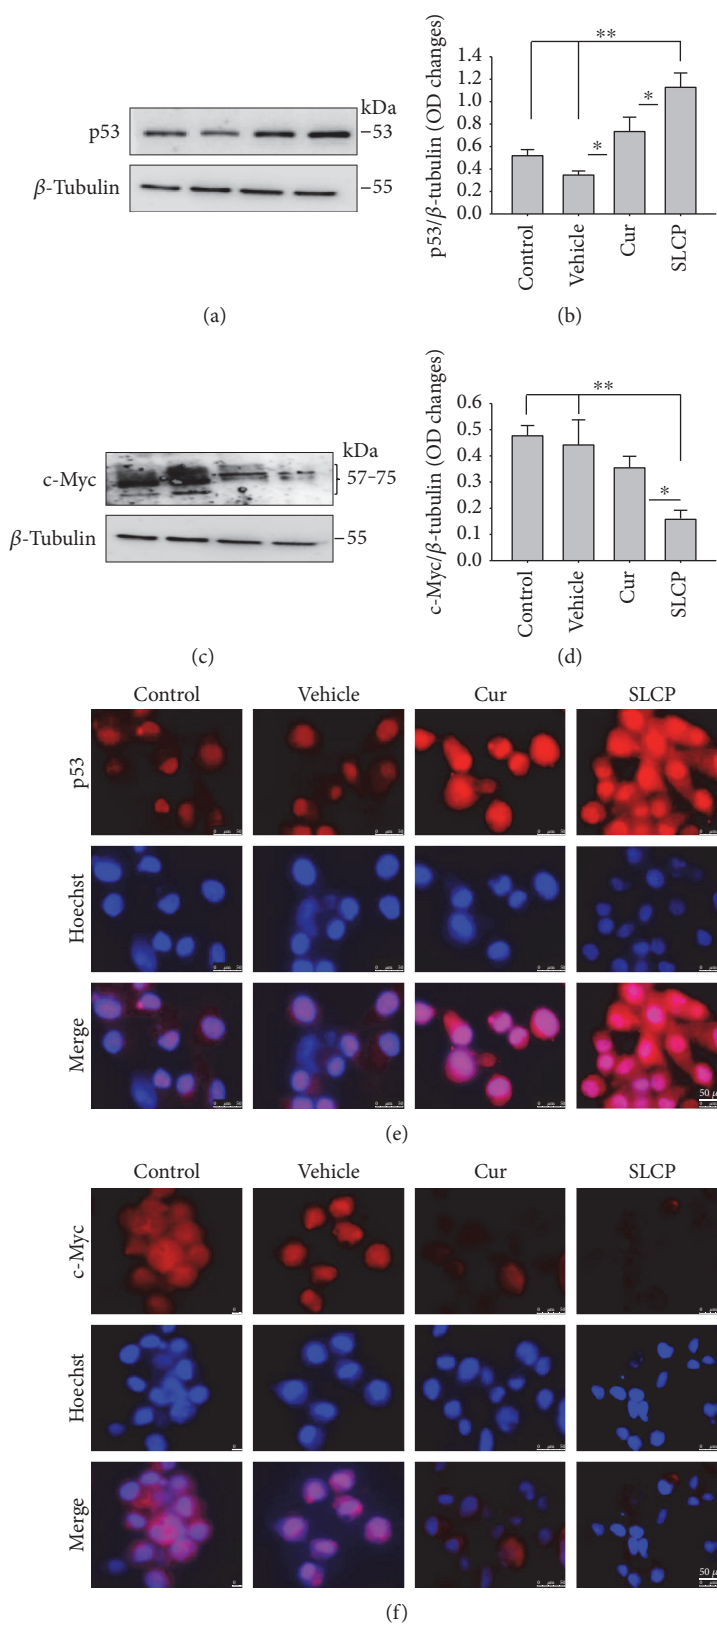 kDa
p53
–53
β-Tubulin
–55
(a)
**
*
*
p53/β-tubulin (OD changes)
1.4
1.2
1.0
0.8
0.6
0.4
0.2
0.0
Control
Vehicle
Cur
SLCP
(b)
kDa
c-Myc
57–75
β-Tubulin
–55
(c)
**
*
c-Myc/β-tubulin (OD changes)
0.6
0.5
0.4
0.3
0.2
0.1
0.0
Control
Vehicle
Cur
SLCP
(d)
Control Vehicle Cur SLCP
p53
Hoechst
Merge
50 μ
(e)
Control Vehicle Cur SLCP
c-Myc
Hoechst
Merge
50 μ
(f)